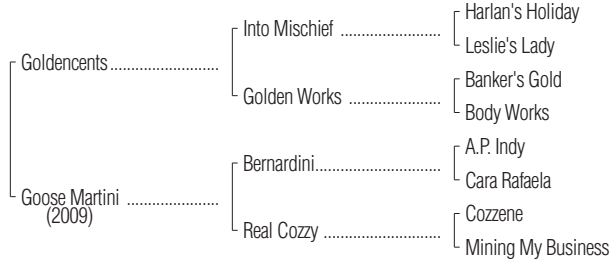 Harlan's Holiday
Into Mischief
Leslie's Lady
Goldencents
Banker's Gold
Golden Works
Body Works
A.P. Indy
Bernardini
Cara Rafaela
Goose Martini
(2009)
Cozzene
Real Cozzy
Mining My Business